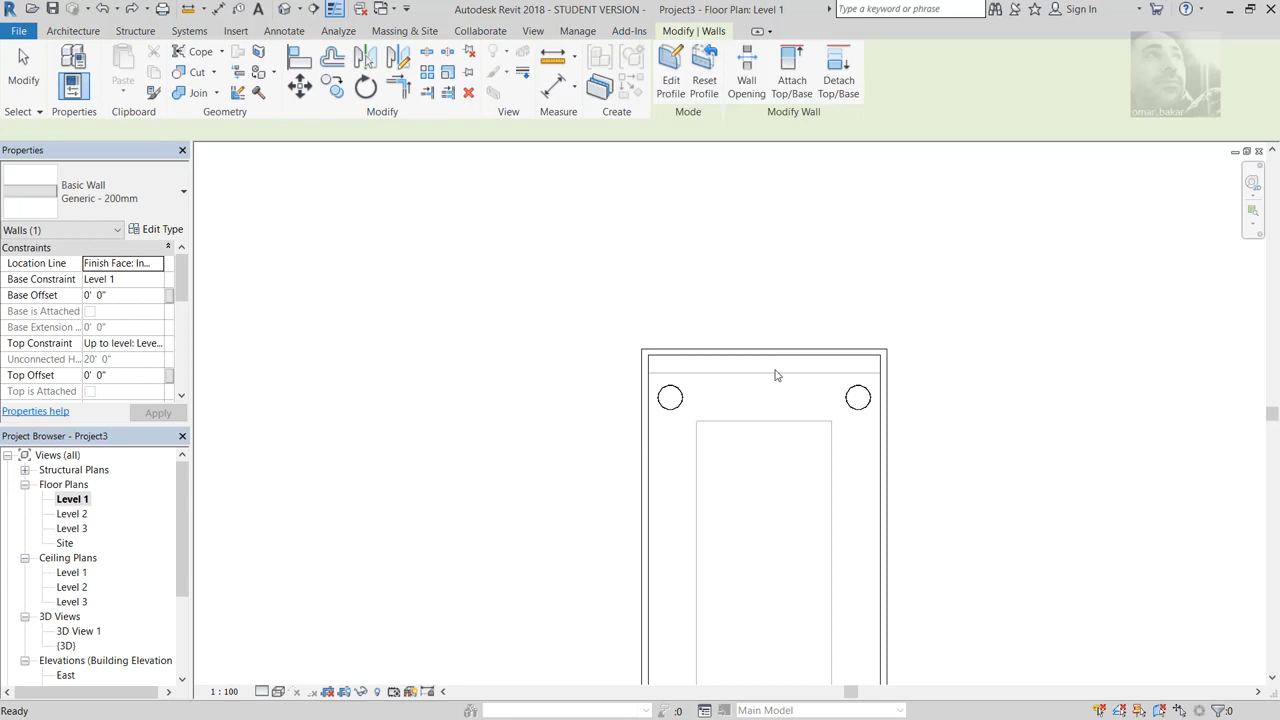 Autodesk Revit 2018 - STUDENT VERSION - Project3 - Floor Plan: Level 1
Type a keyword or phrase
Sign In
File Architecture Structure Systems Insert Annotate Analyze Massing & Site Collaborate View Manage Add-Ins Modify | Walls
Modify
Paste
Cope
Cut
Join
Edit Profile
Reset Profile
Wall Opening
Attach Top/Base
Detach Top/Base
Select Properties Clipboard Geometry Modify View Measure Create Mode Modify Wall
omar.bakar
Properties
Basic Wall
Generic - 200mm
Walls (1) Edit Type
Constraints
Location Line Finish Face: In...
Base Constraint Level 1
Base Offset 0' 0"
Base is Attached
Base Extension ... 0' 0"
Top Constraint Up to level: Leve...
Unconnected H... 20' 0"
Top Offset 0' 0"
Top is Attached
Properties help Apply
Project Browser - Project3
Views (all)
Structural Plans
Floor Plans
Level 1
Level 2
Level 3
Site
Ceiling Plans
Level 1
Level 2
Level 3
3D Views
3D View 1
{3D}
Elevations (Building Elevation
East
1 : 100
Ready
:0
Main Model
:0